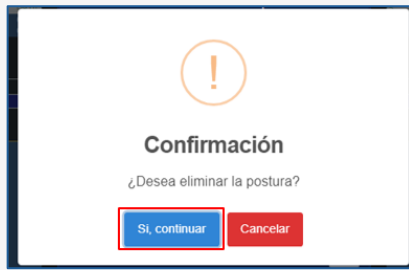 !
Confirmación
¿Desea eliminar la postura?
Si, continuar Cancelar